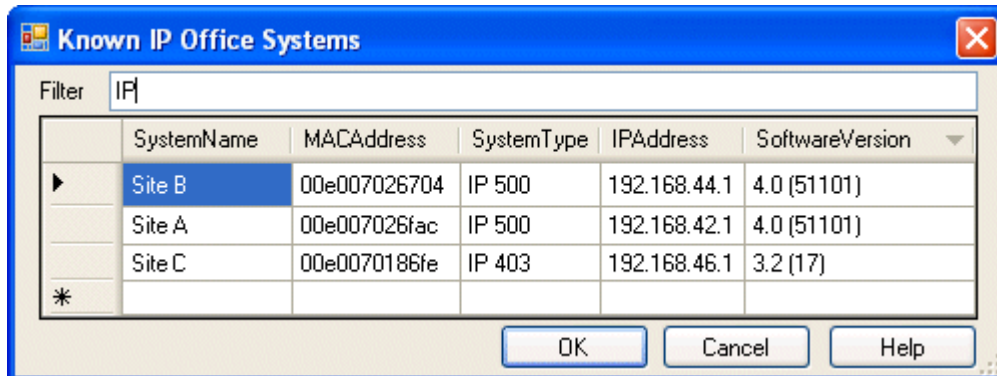 Known IP Office Systems
Filter IP
SystemName MACAddress SystemType IPAddress SoftwareVersion
Site B 00e007026704 IP 500 192.168.44.1 4.0 (51101)
Site A 00e007026fac IP 500 192.168.42.1 4.0 (51101)
Site C 00e0070186fe IP 403 192.168.46.1 3.2 (17)
OK Cancel Help